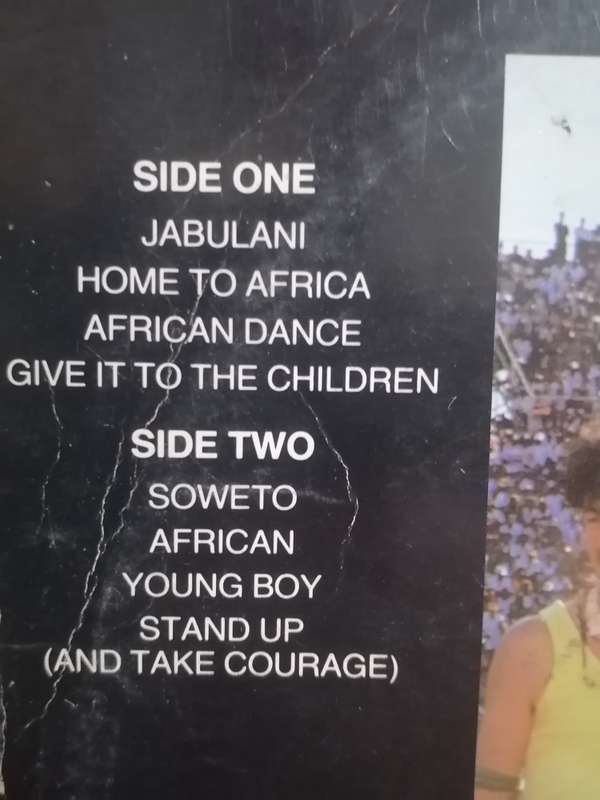 SIDE ONE
JABULANI
HOME TO AFRICA
AFRICAN DANCE
GIVE IT TO THE CHILDREN
SIDE TWO
SOWETO
AFRICAN
YOUNG BOY
STAND UP
(AND TAKE COURAGE)